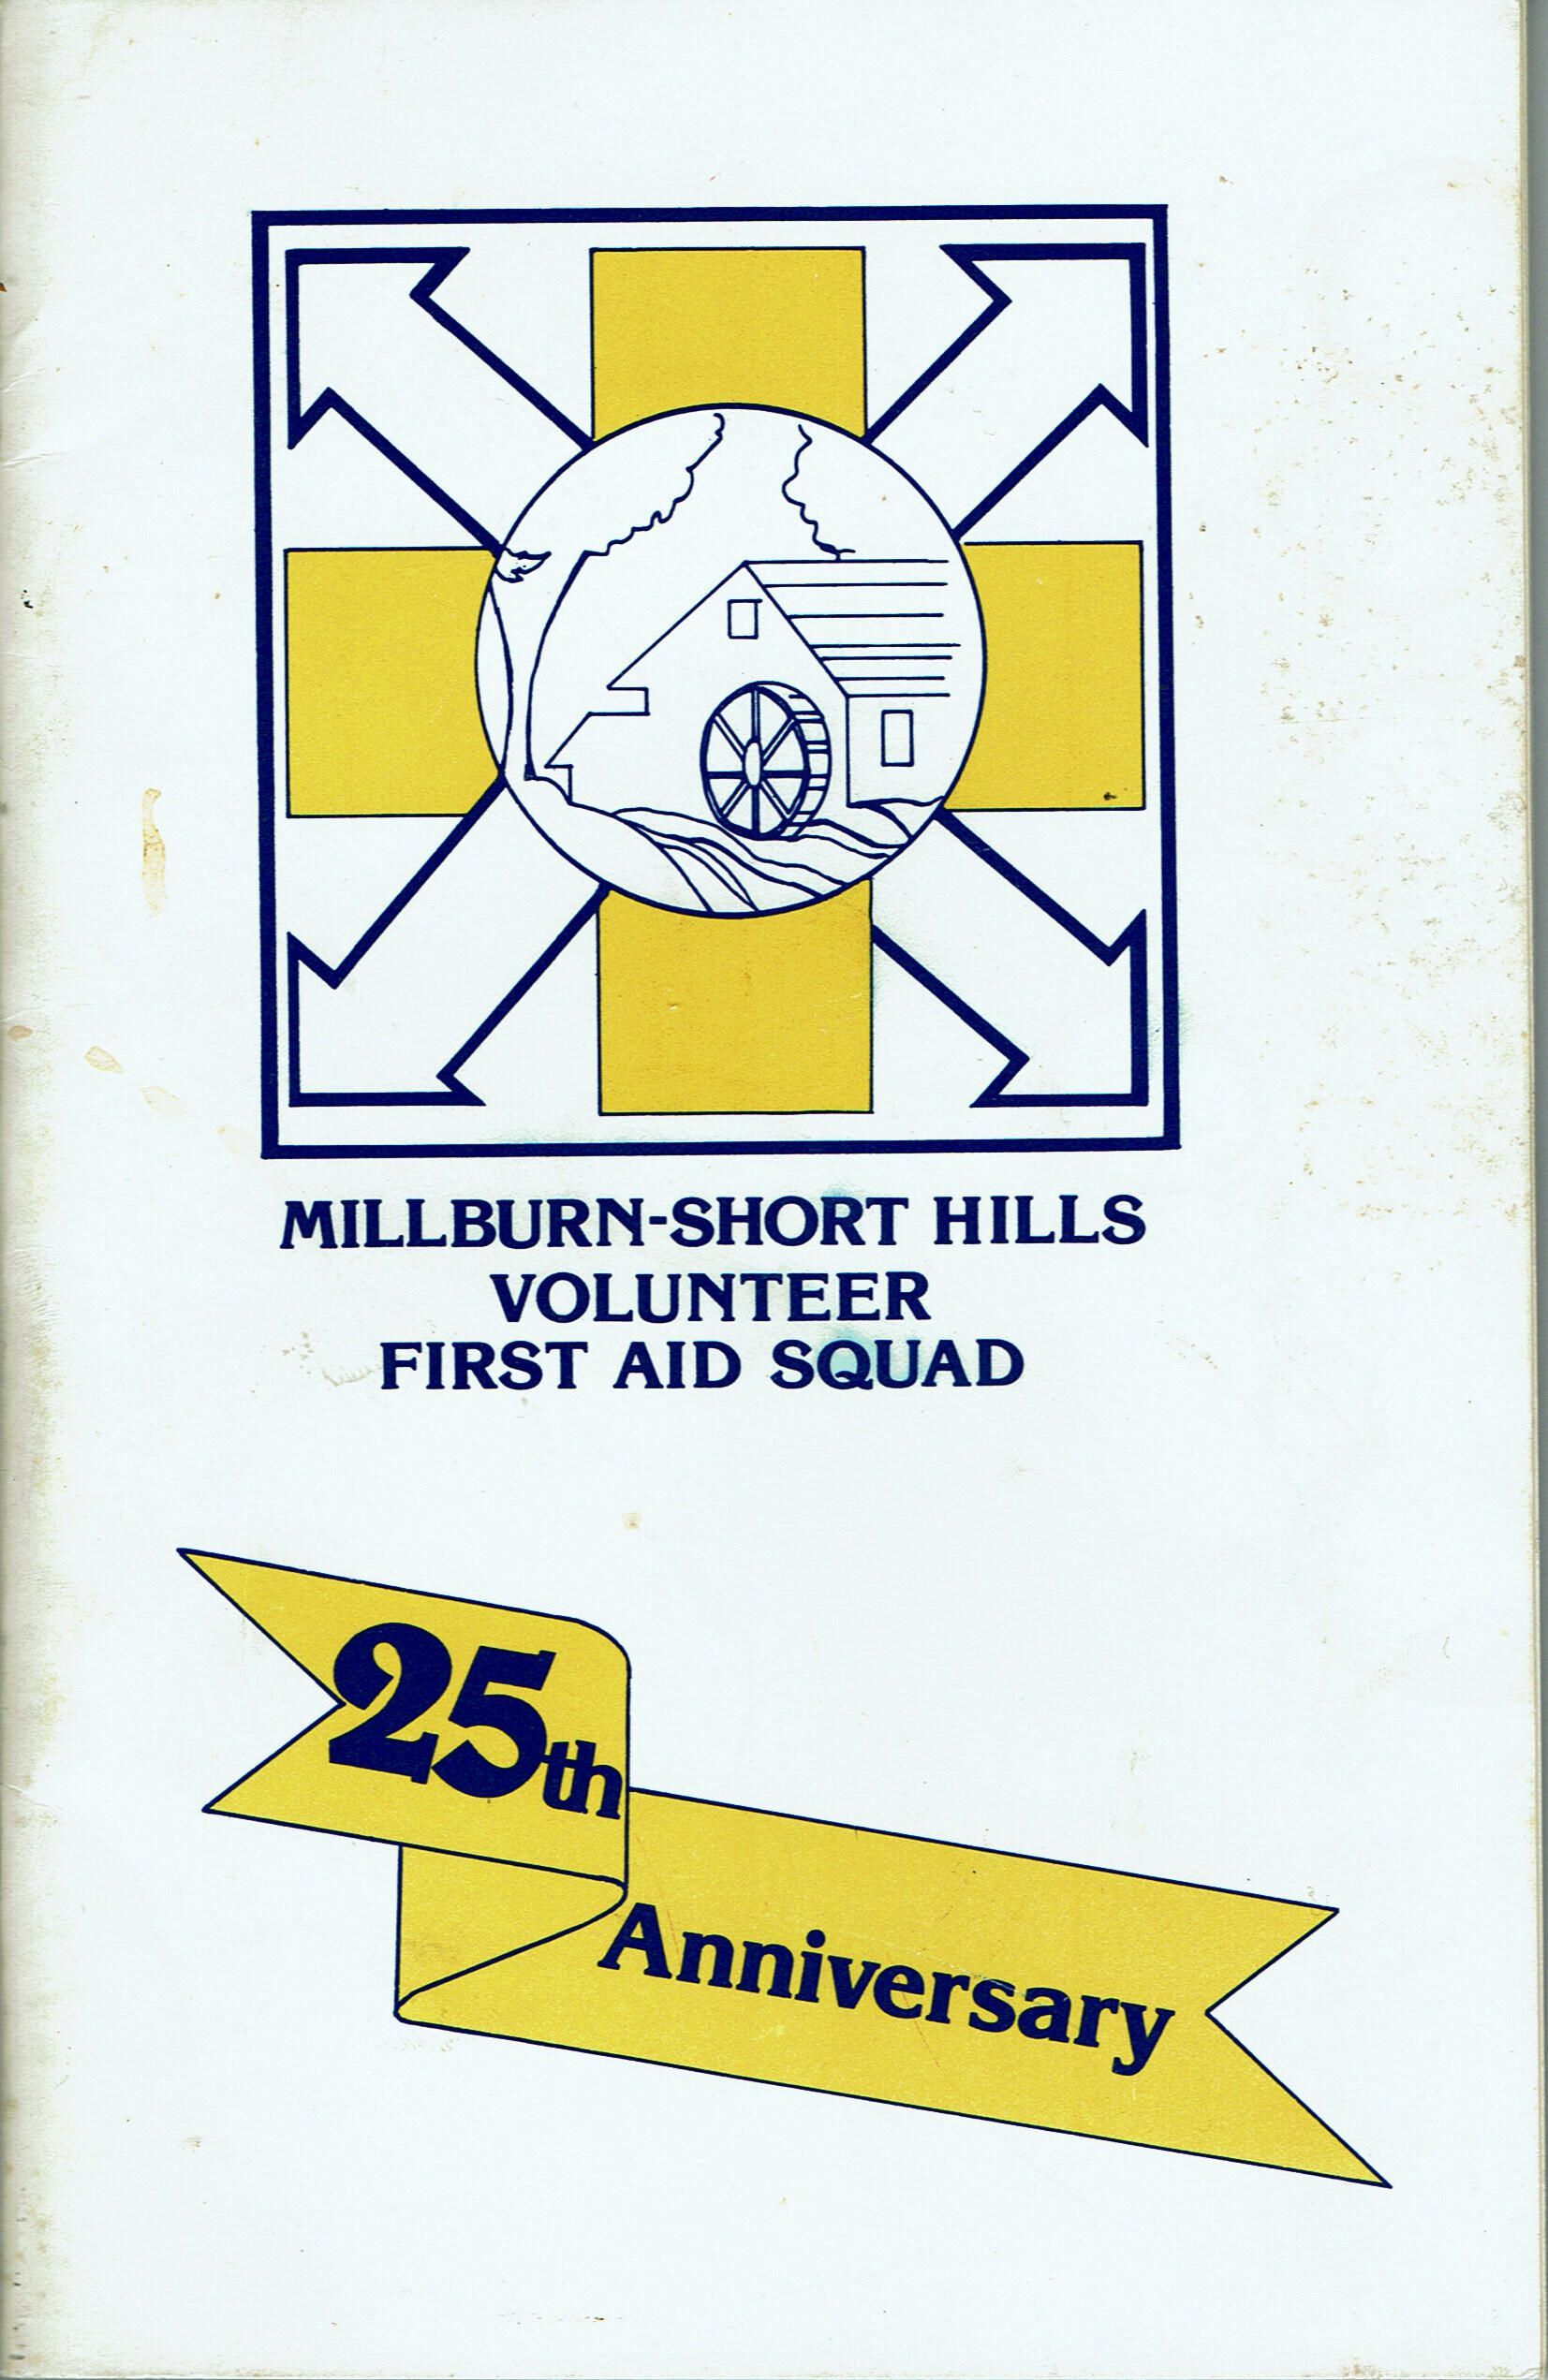 MILLBURN-SHORT HILLS
VOLUNTEER
FIRST AID SQUAD
25th
Anniversary